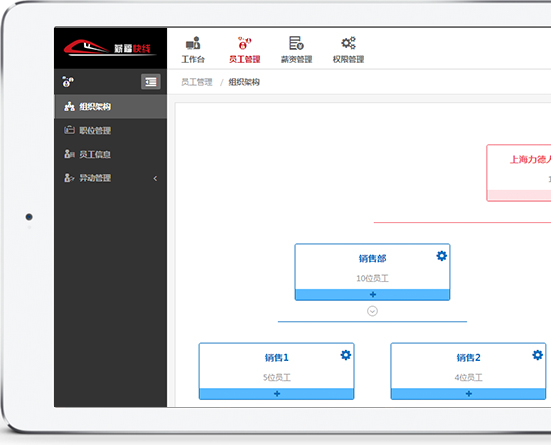 薪福快线
工作台
员工管理
薪资管理
权限管理
员工管理 / 组织架构
组织架构
职位管理
员工信息
异动管理
上海力德人
1
销售部
10位员工
销售1
5位员工
销售2
4位员工